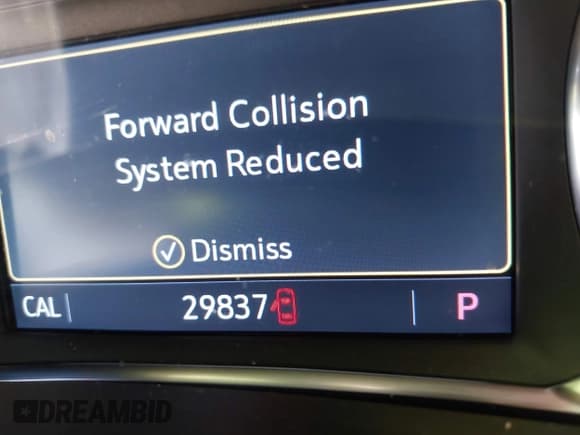 Forward Collision
System Reduced
Dismiss
CAL 29837 P
DREAMBID